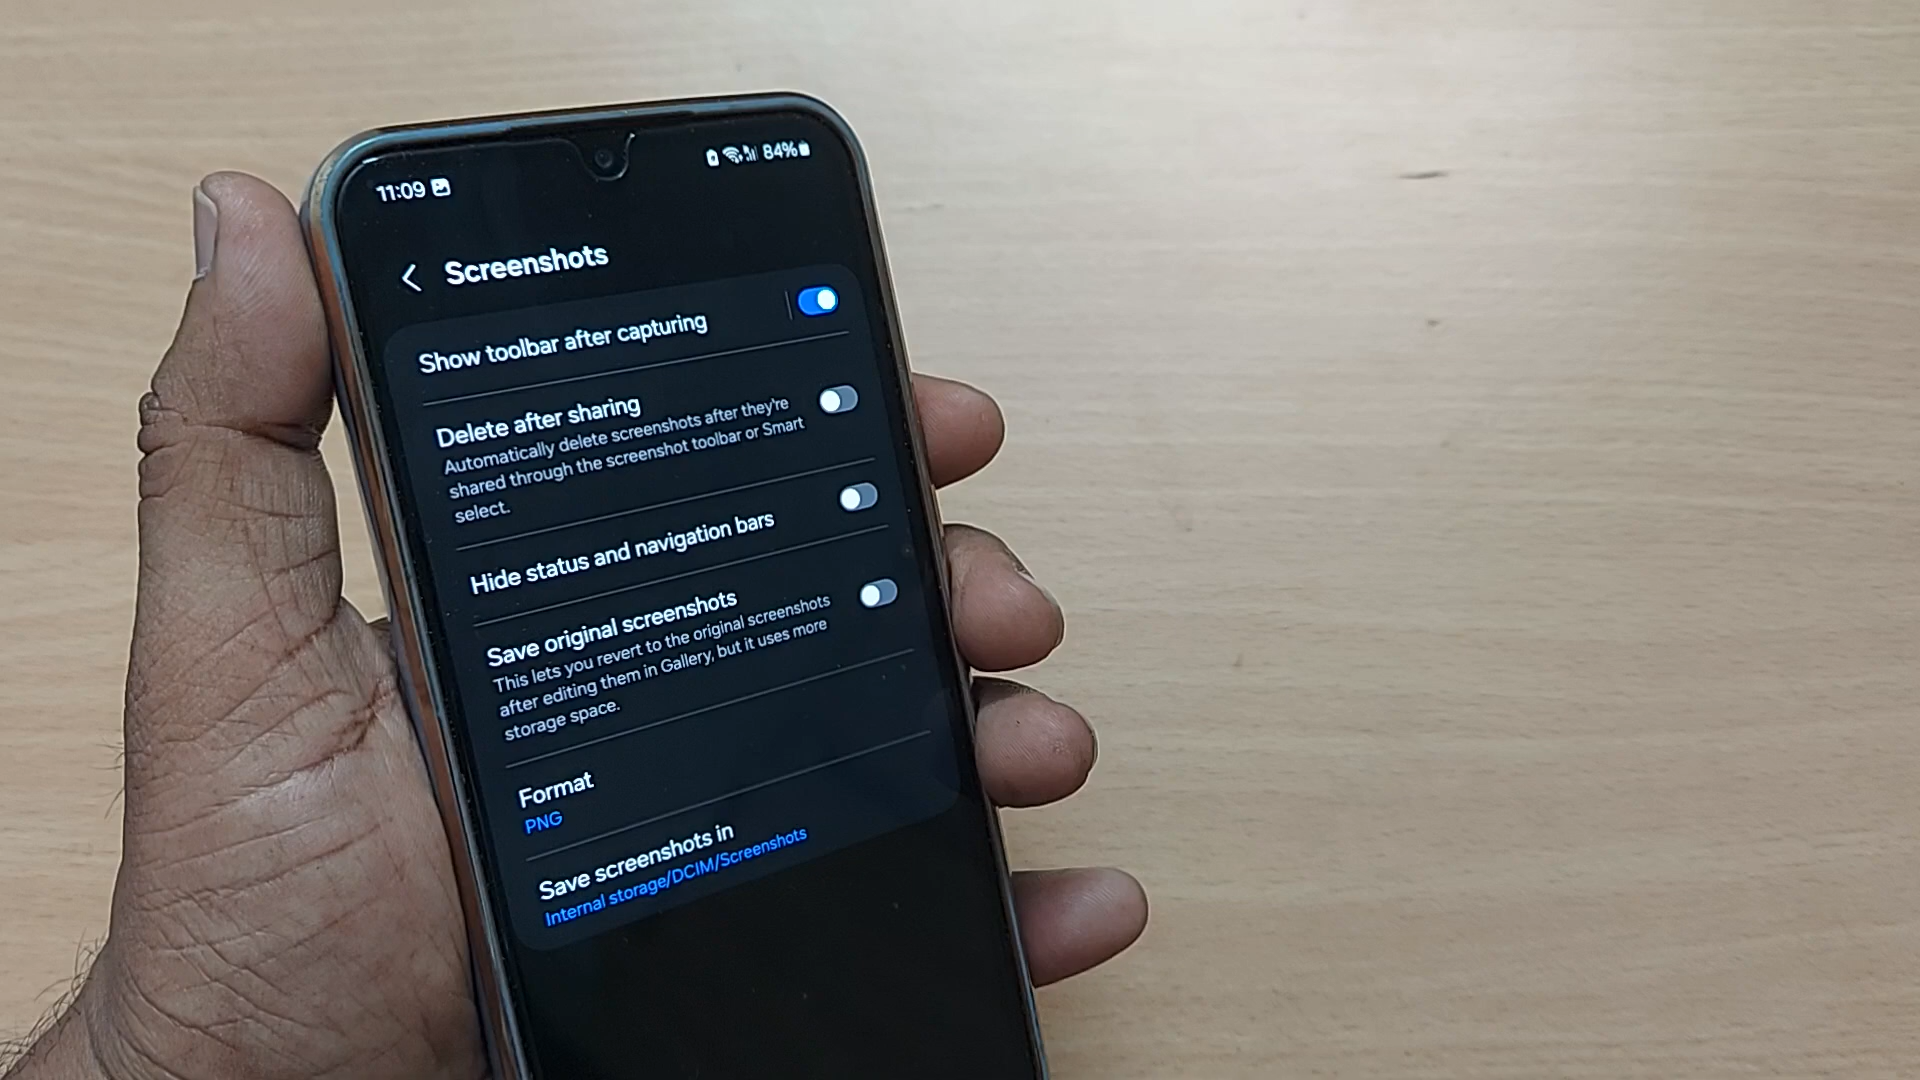 11:09 84%
Screenshots
Show toolbar after capturing
Delete after sharing
Automatically delete screenshots after they're
shared through the screenshot toolbar or Smart
select.
Hide status and navigation bars
Save original screenshots
This lets you revert to the original screenshots
after editing them in Gallery, but it uses more
storage space.
Format
PNG
Save screenshots in
Internal storage/DCIM/Screenshots